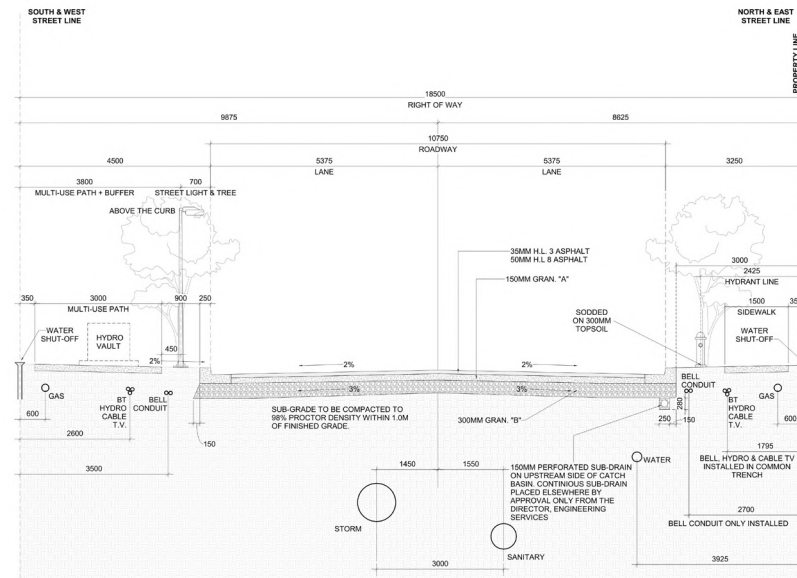 SOUTH & WEST
STREET LINE
NORTH & EAST
STREET LINE
PROPERTY LINE
18500
RIGHT OF WAY
9875
8625
10750
ROADWAY
4500
5375
LANE
5375
LANE
3250
3800
700
MULTI-USE PATH + BUFFER
STREET LIGHT & TREE
ABOVE THE CURB
35MM H.L. 3 ASPHALT
50MM H.L 8 ASPHALT
150MM GRAN. "A"
3000
2425
HYDRANT LINE
350
3000
900
250
MULTI-USE PATH
1500
SIDEWALK
WATER
SHUT-OFF
HYDRO
VAULT
450
2%
2%
2%
SODDED
ON 300MM
TOPSOIL
WATER
SHUT-OFF
3%
3%
GAS
BT
HYDRO
CABLE
T.V.
BELL
CONDUIT
600
2600
3500
150
SUB-GRADE TO BE COMPACTED TO
98% PROCTOR DENSITY WITHIN 1.0M
OF FINISHED GRADE.
300MM GRAN. "B"
BELL
CONDUIT
280
250
150
BT
HYDRO
CABLE
T.V.
GAS
600
1795
BELL, HYDRO & CABLE TV
INSTALLED IN COMMON
TRENCH
WATER
1450
1550
150MM PERFORATED SUB-DRAIN
ON UPSTREAM SIDE OF CATCH
BASIN. CONTINIOUS SUB-DRAIN
PLACED ELSEWHERE BY
APPROVAL ONLY FROM THE
DIRECTOR, ENGINEERING
SERVICES
STORM
SANITARY
3000
2700
BELL CONDUIT ONLY INSTALLED
3925